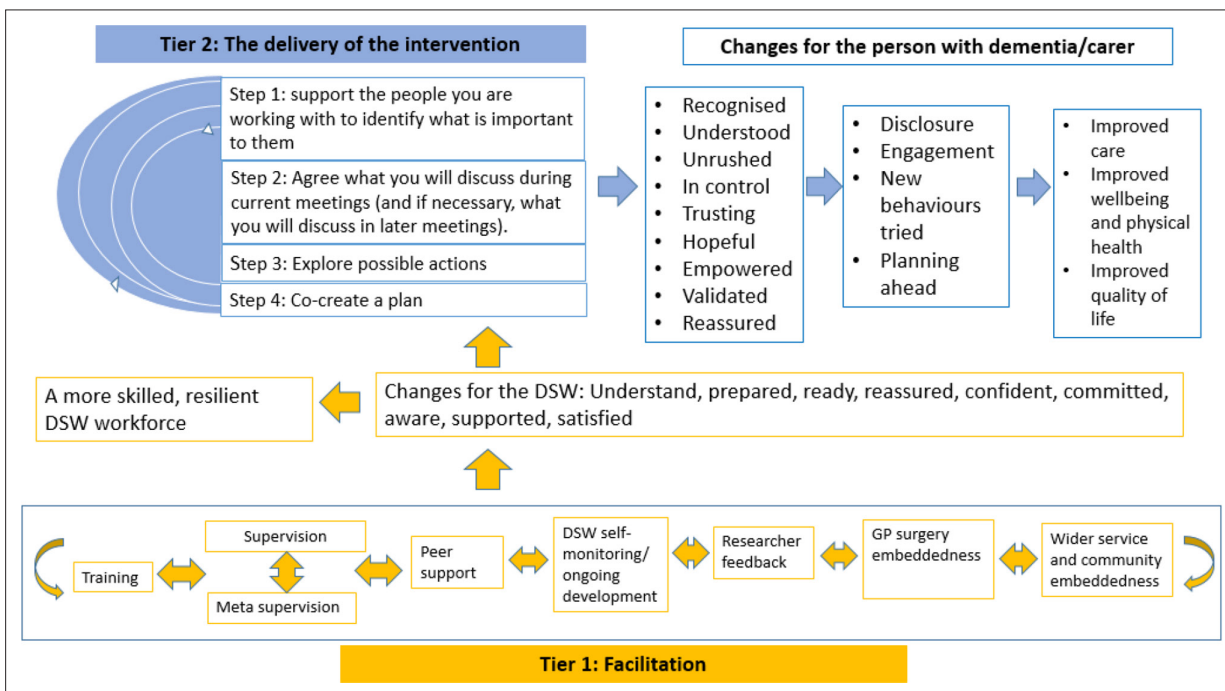 Tier 2: The delivery of the intervention
Changes for the person with dementia/carer
Step 1: support the people you are
working with to identify what is important
to them
Step 2: Agree what you will discuss during
current meetings (and if necessary, what
you will discuss in later meetings).
Step 3: Explore possible actions
Step 4: Co-create a plan
• Recognised
• Understood
• Unrushed
• In control
• Trusting
• Hopeful
• Empowered
• Validated
• Reassured
• Disclosure
• Engagement
• New
behaviours
tried
• Planning
ahead
• Improved
care
• Improved
wellbeing
and physical
health
• Improved
quality of
life
A more skilled, resilient
DSW workforce
Changes for the DSW: Understand, prepared, ready, reassured, confident, committed,
aware, supported, satisfied
Training
Supervision
Meta supervision
Peer
support
DSW self-
monitoring/
ongoing
development
Researcher
feedback
GP surgery
embeddedness
Wider service
and community
embeddedness
Tier 1: Facilitation